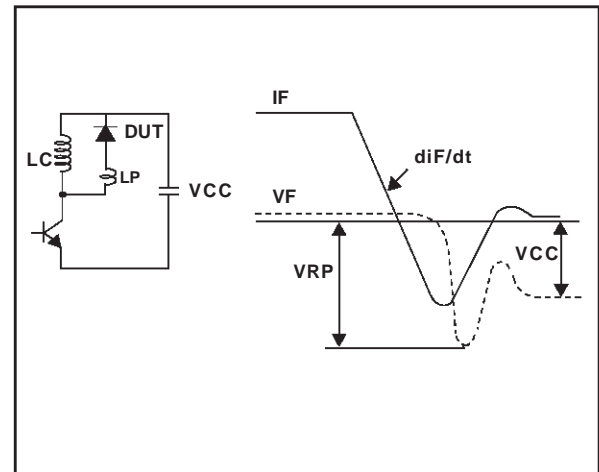 DUT
LC
LP
VCC
IF
diF/dt
VF
VRP
VCC